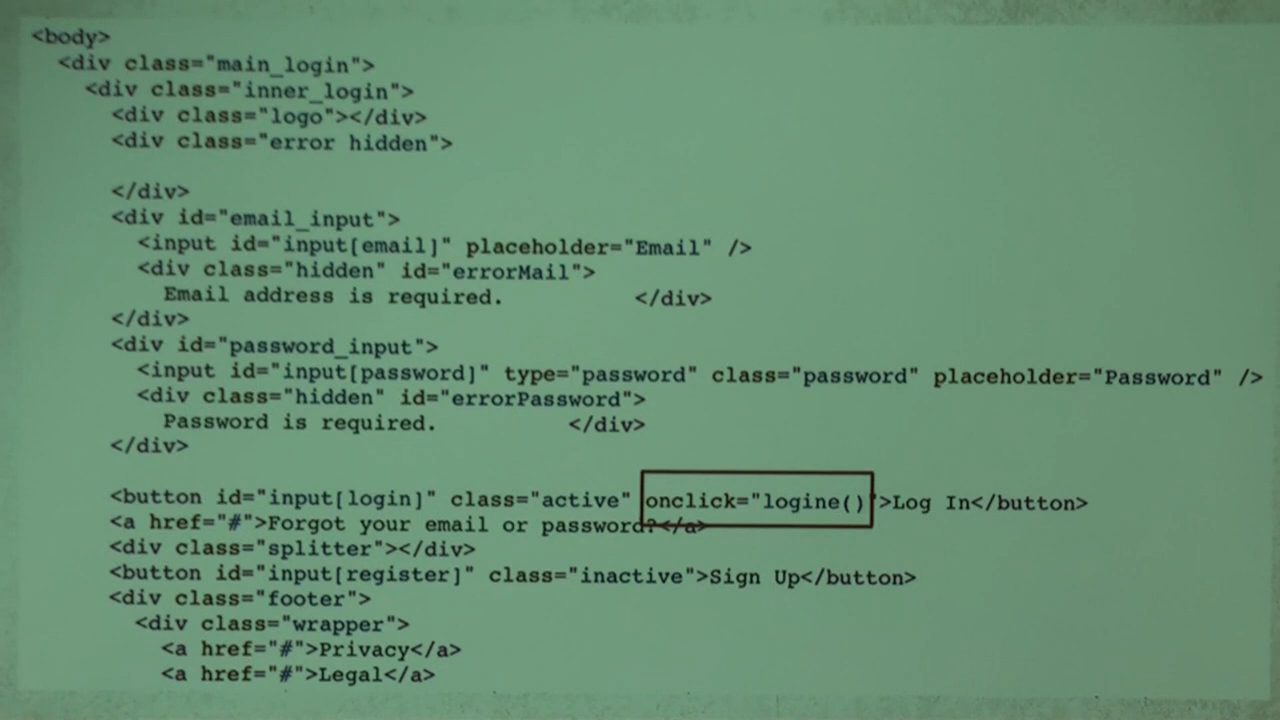 <body>
<div class="main_login">
<div class="inner_login">
<div class="logo"></div>
<div class="error hidden">
</div>
<div id="email_input">
<input id="input[email]" placeholder="Email" />
<div class="hidden" id="errorMail">
Email address is required. </div>
</div>
<div id="password_input">
<input id="input[password]" type="password" class="password" placeholder="Password" />
<div class="hidden" id="errorPassword">
Password is required. </div>
</div>
<button id="input[login]" class="active" onclick="logine()">Log In</button>
<a href="#">Forgot your email or password?</a>
<div class="splitter"></div>
<button id="input[register]" class="inactive">Sign Up</button>
<div class="footer">
<div class="wrapper">
<a href="#">Privacy</a>
<a href="#">Legal</a>